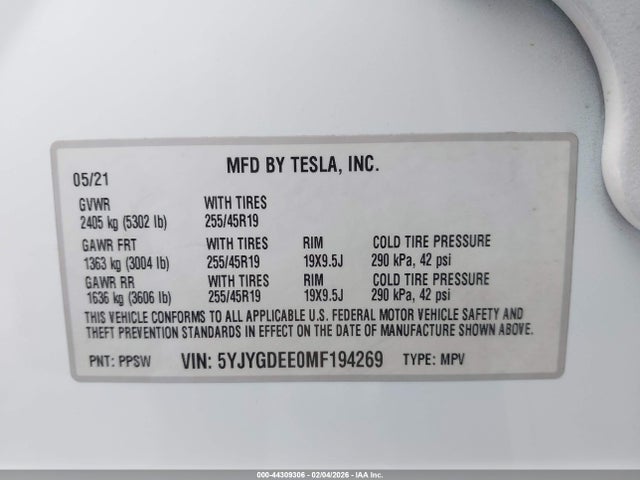 MFD BY TESLA, INC.
05/21
GVWR WITH TIRES
2405 kg (5302 lb) 255/45R19
GAWR FRT WITH TIRES RIM COLD TIRE PRESSURE
1363 kg (3004 lb) 255/45R19 19X9.5J 290 kPa, 42 psi
GAWR RR WITH TIRES RIM COLD TIRE PRESSURE
1636 kg (3606 lb) 255/45R19 19X9.5J 290 kPa, 42 psi
THIS VEHICLE CONFORMS TO ALL APPLICABLE U.S. FEDERAL MOTOR VEHICLE SAFETY AND
THEFT PREVENTION STANDARDS IN EFFECT ON THE DATE OF MANUFACTURE SHOWN ABOVE.
PNT: PPSW VIN: 5YJYGDEE0MF194269 TYPE: MPV
000-44309306 - 02/04/2026 - IAA Inc.